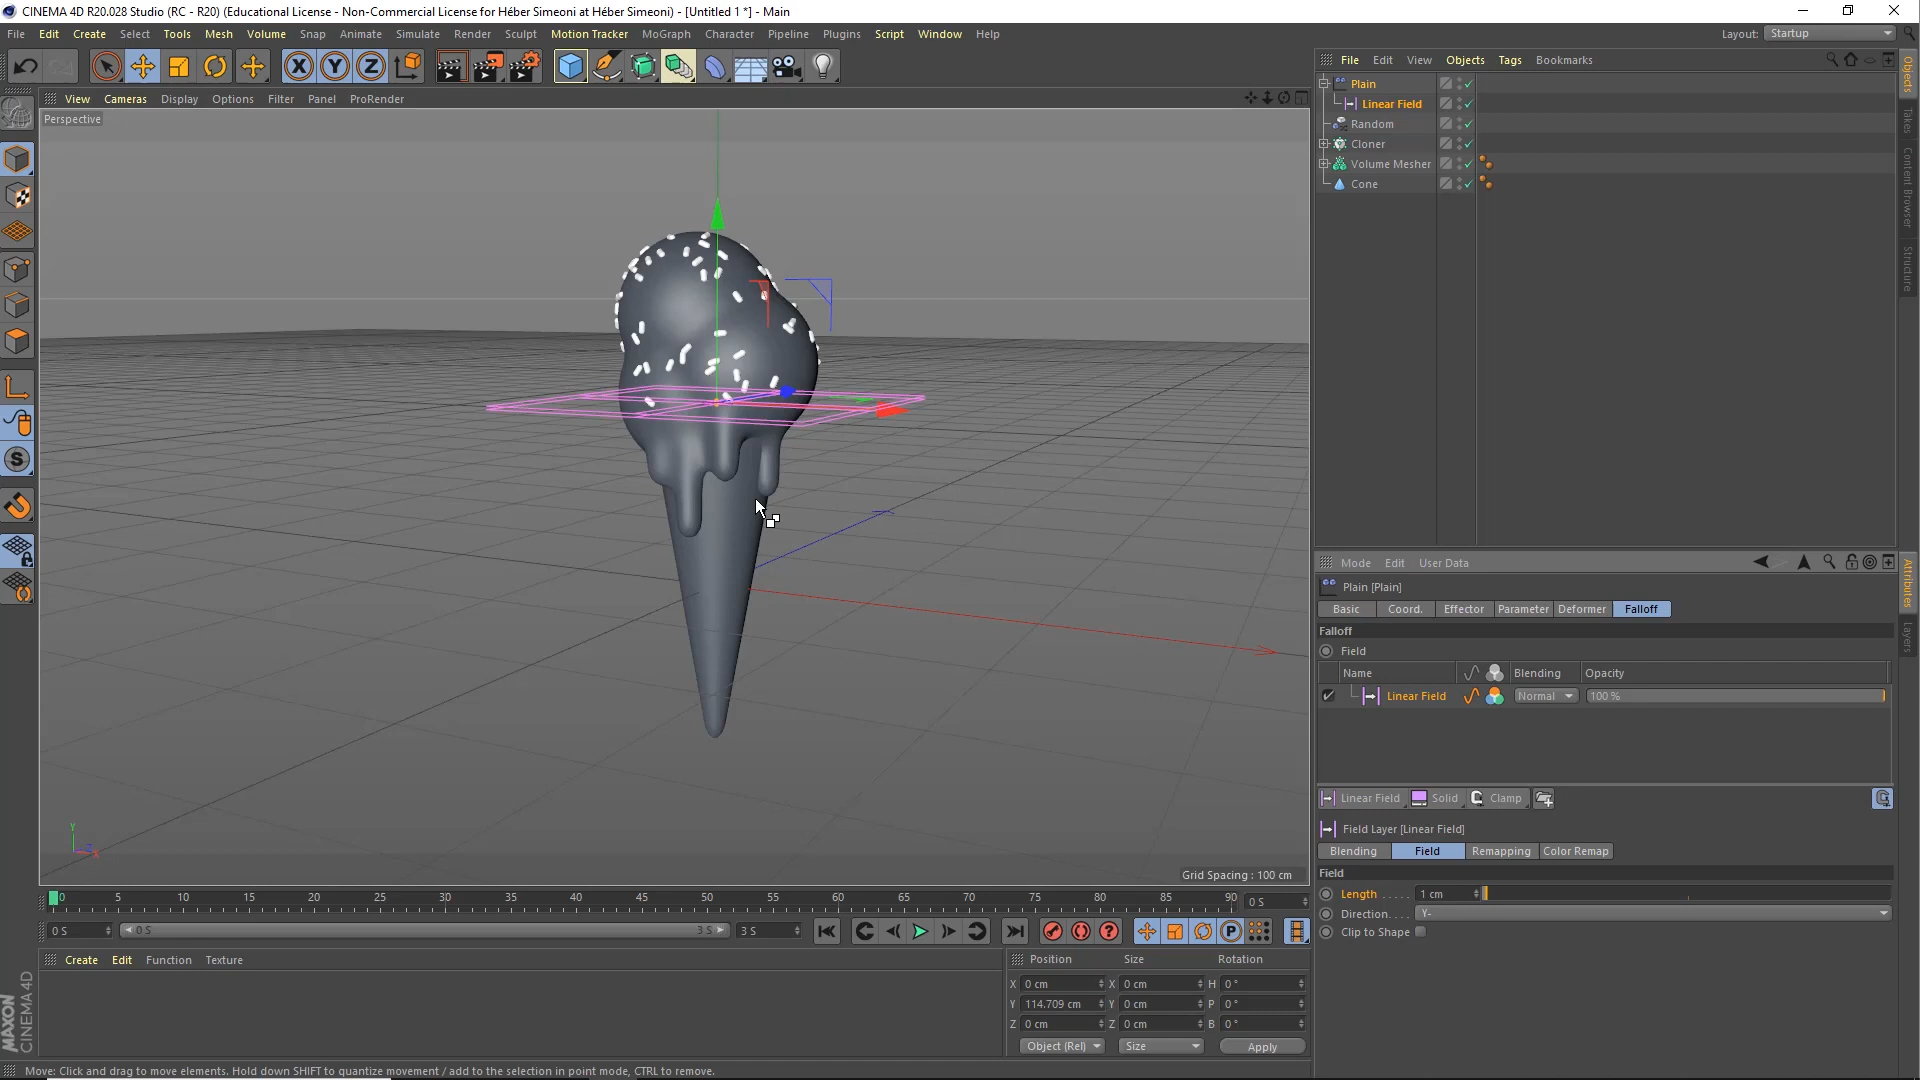 CINEMA 4D R20.028 Studio (RC - R20) (Educational License - Non-Commercial License for Héber Simeoni at Héber Simeoni) - [Untitled 1 *] - Main
File Edit Create Select Tools Mesh Volume Snap Animate Simulate Render Sculpt Motion Tracker MoGraph Character Pipeline Plugins Script Window Help
Layout: Startup
X Y Z
View Cameras Display Options Filter Panel ProRender
Perspective
Y
Z
X
Grid Spacing : 100 cm
0 5 10 15 20 25 30 35 40 45 50 55 60 65 70 75 80 85 90
0 S
0 S
0 S
3 S
3 S
Create Edit Function Texture
MAXON
CINEMA 4D
Position Size Rotation
X 0 cm X 0 cm H 0 °
Y 114.709 cm Y 0 cm P 0 °
Z 0 cm Z 0 cm B 0 °
Object (Rel) Size Apply
Move: Click and drag to move elements. Hold down SHIFT to quantize movement / add to the selection in point mode, CTRL to remove.
File Edit View Objects Tags Bookmarks
Plain
Linear Field
Random
Cloner
Volume Mesher
Cone
Objects
Takes
Content Browser
Structure
Mode Edit User Data
Plain [Plain]
Basic Coord. Effector Parameter Deformer Falloff
Falloff
Field
Name Blending Opacity
Linear Field Normal 100 %
Linear Field Solid Clamp
Field Layer [Linear Field]
Blending Field Remapping Color Remap
Field
Length . . . . . 1 cm
Direction. . . . Y-
Clip to Shape
Attributes
Layers